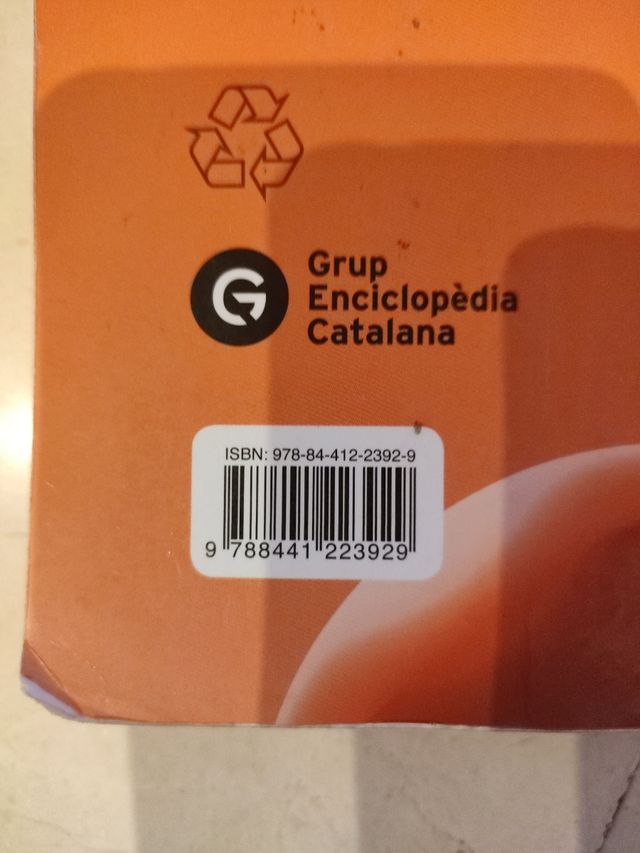 Grup
Enciclopèdia
Catalana
ISBN: 978-84-412-2392-9
9 788441 223929